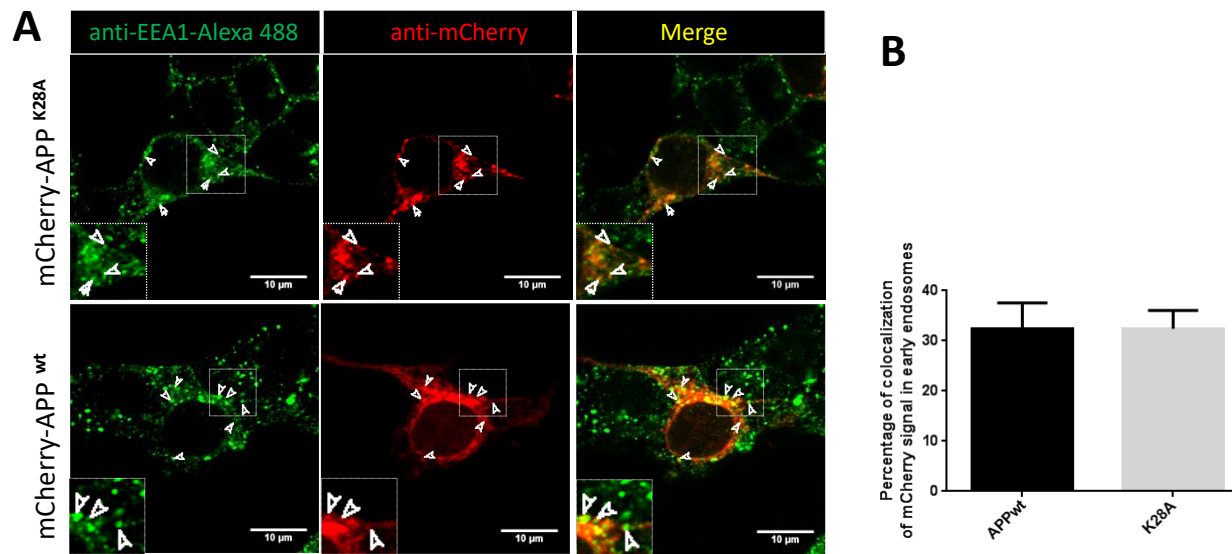 A
anti-EEA1-Alexa 488
anti-mCherry
Merge
mCherry-APP K28A
10 µm
10 µm
10 µm
mCherry-APP wt
10 µm
10 µm
10 µm
B
Percentage of colocalization
of mCherry signal in early endosomes
40
30
20
10
0
APPwt
K28A